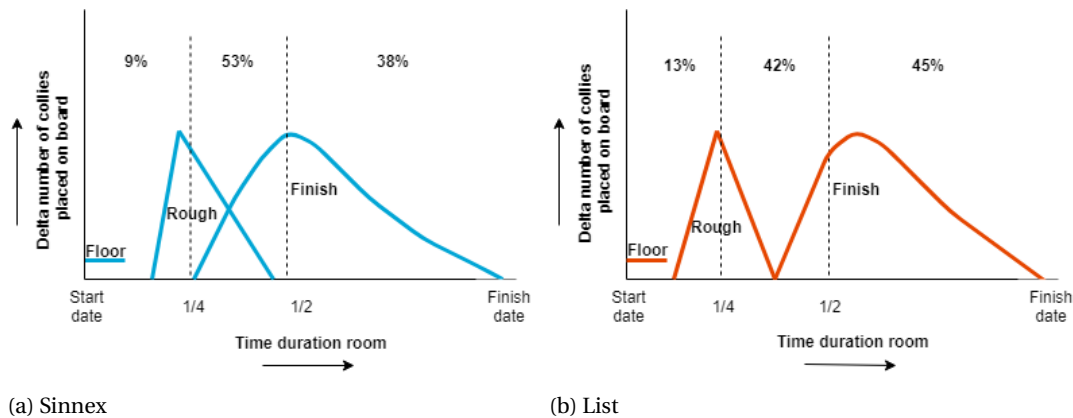 Delta number of collies
placed on board
9%
53%
38%
Rough
Finish
Floor
Start
date
1/4
1/2
Finish
date
Time duration room
(a) Sinnex
Delta number of collies
placed on board
13%
42%
45%
Finish
Rough
Floor
Start
date
1/4
1/2
Finish
date
Time duration room
(b) List